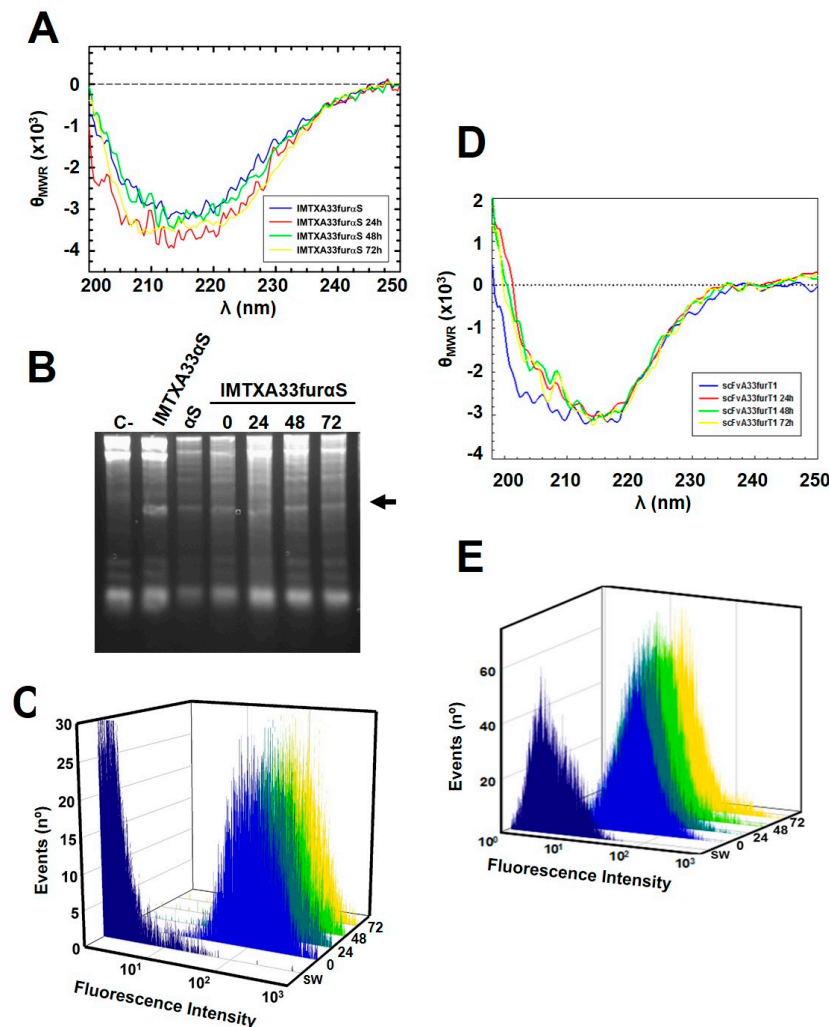 A
θMWR (x10³)
0
-1
-2
-3
-4
IMTXA33furαS
IMTXA33furαS 24h
IMTXA33furαS 48h
IMTXA33furαS 72h
200 210 220 230 240 250
λ (nm)
B
C- IMTXA33αS αS IMTXA33furαS
0 24 48 72
C
Events (nº)
30
25
20
15
10
5
0
10¹ 10² 10³
SW 0 24 48 72
Fluorescence Intensity
D
θMWR (x10³)
2
1
0
-1
-2
-3
-4
scFvA33furT1
scFvA33furT1 24h
scFvA33furT1 48h
scFvA33furT1 72h
200 210 220 230 240 250
λ (nm)
E
Events (nº)
60
40
20
10⁰ 10¹ 10² 10³
SW 0 24 48 72
Fluorescence Intensity